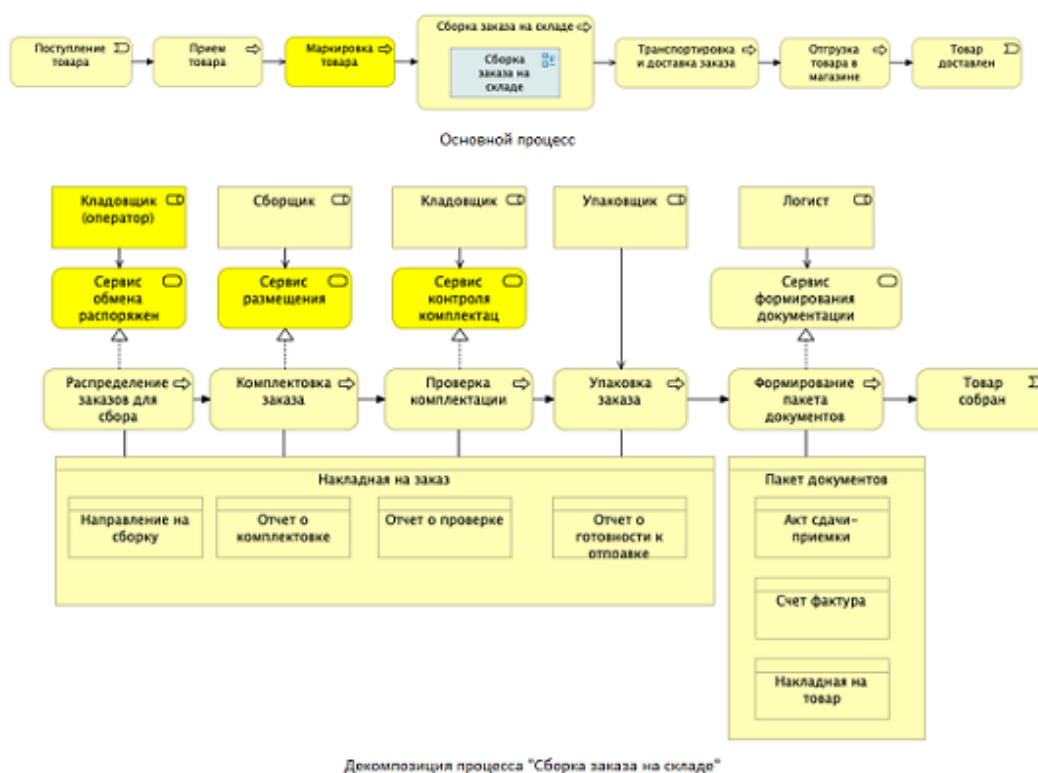 Поступление
товара
Прием
товара
Маркировка
товара
Сборка заказа на складе
Сборка
заказа на
складе
Транспортировка
и доставка заказа
Отгрузка
товара в
магазине
Товар
доставлен
Основной процесс
Кладовщик
(оператор)
Сборщик
Кладовщик
Упаковщик
Логист
Сервис
обмена
распоряжен
Сервис
размещения
Сервис
контроля
комплектац
Сервис
формирования
документации
Распределение
заказов для
сбора
Комплектовка
заказа
Проверка
комплектации
Упаковка
заказа
Формирование
пакета
документов
Товар
собран
Накладная на заказ
Направление на
сборку
Отчет о
комплектовке
Отчет о проверке
Отчет о
готовности к
отправке
Пакет документов
Акт сдачи-
приемки
Счет фактура
Накладная на
товар
Декомпозиция процесса "Сборка заказа на складе"